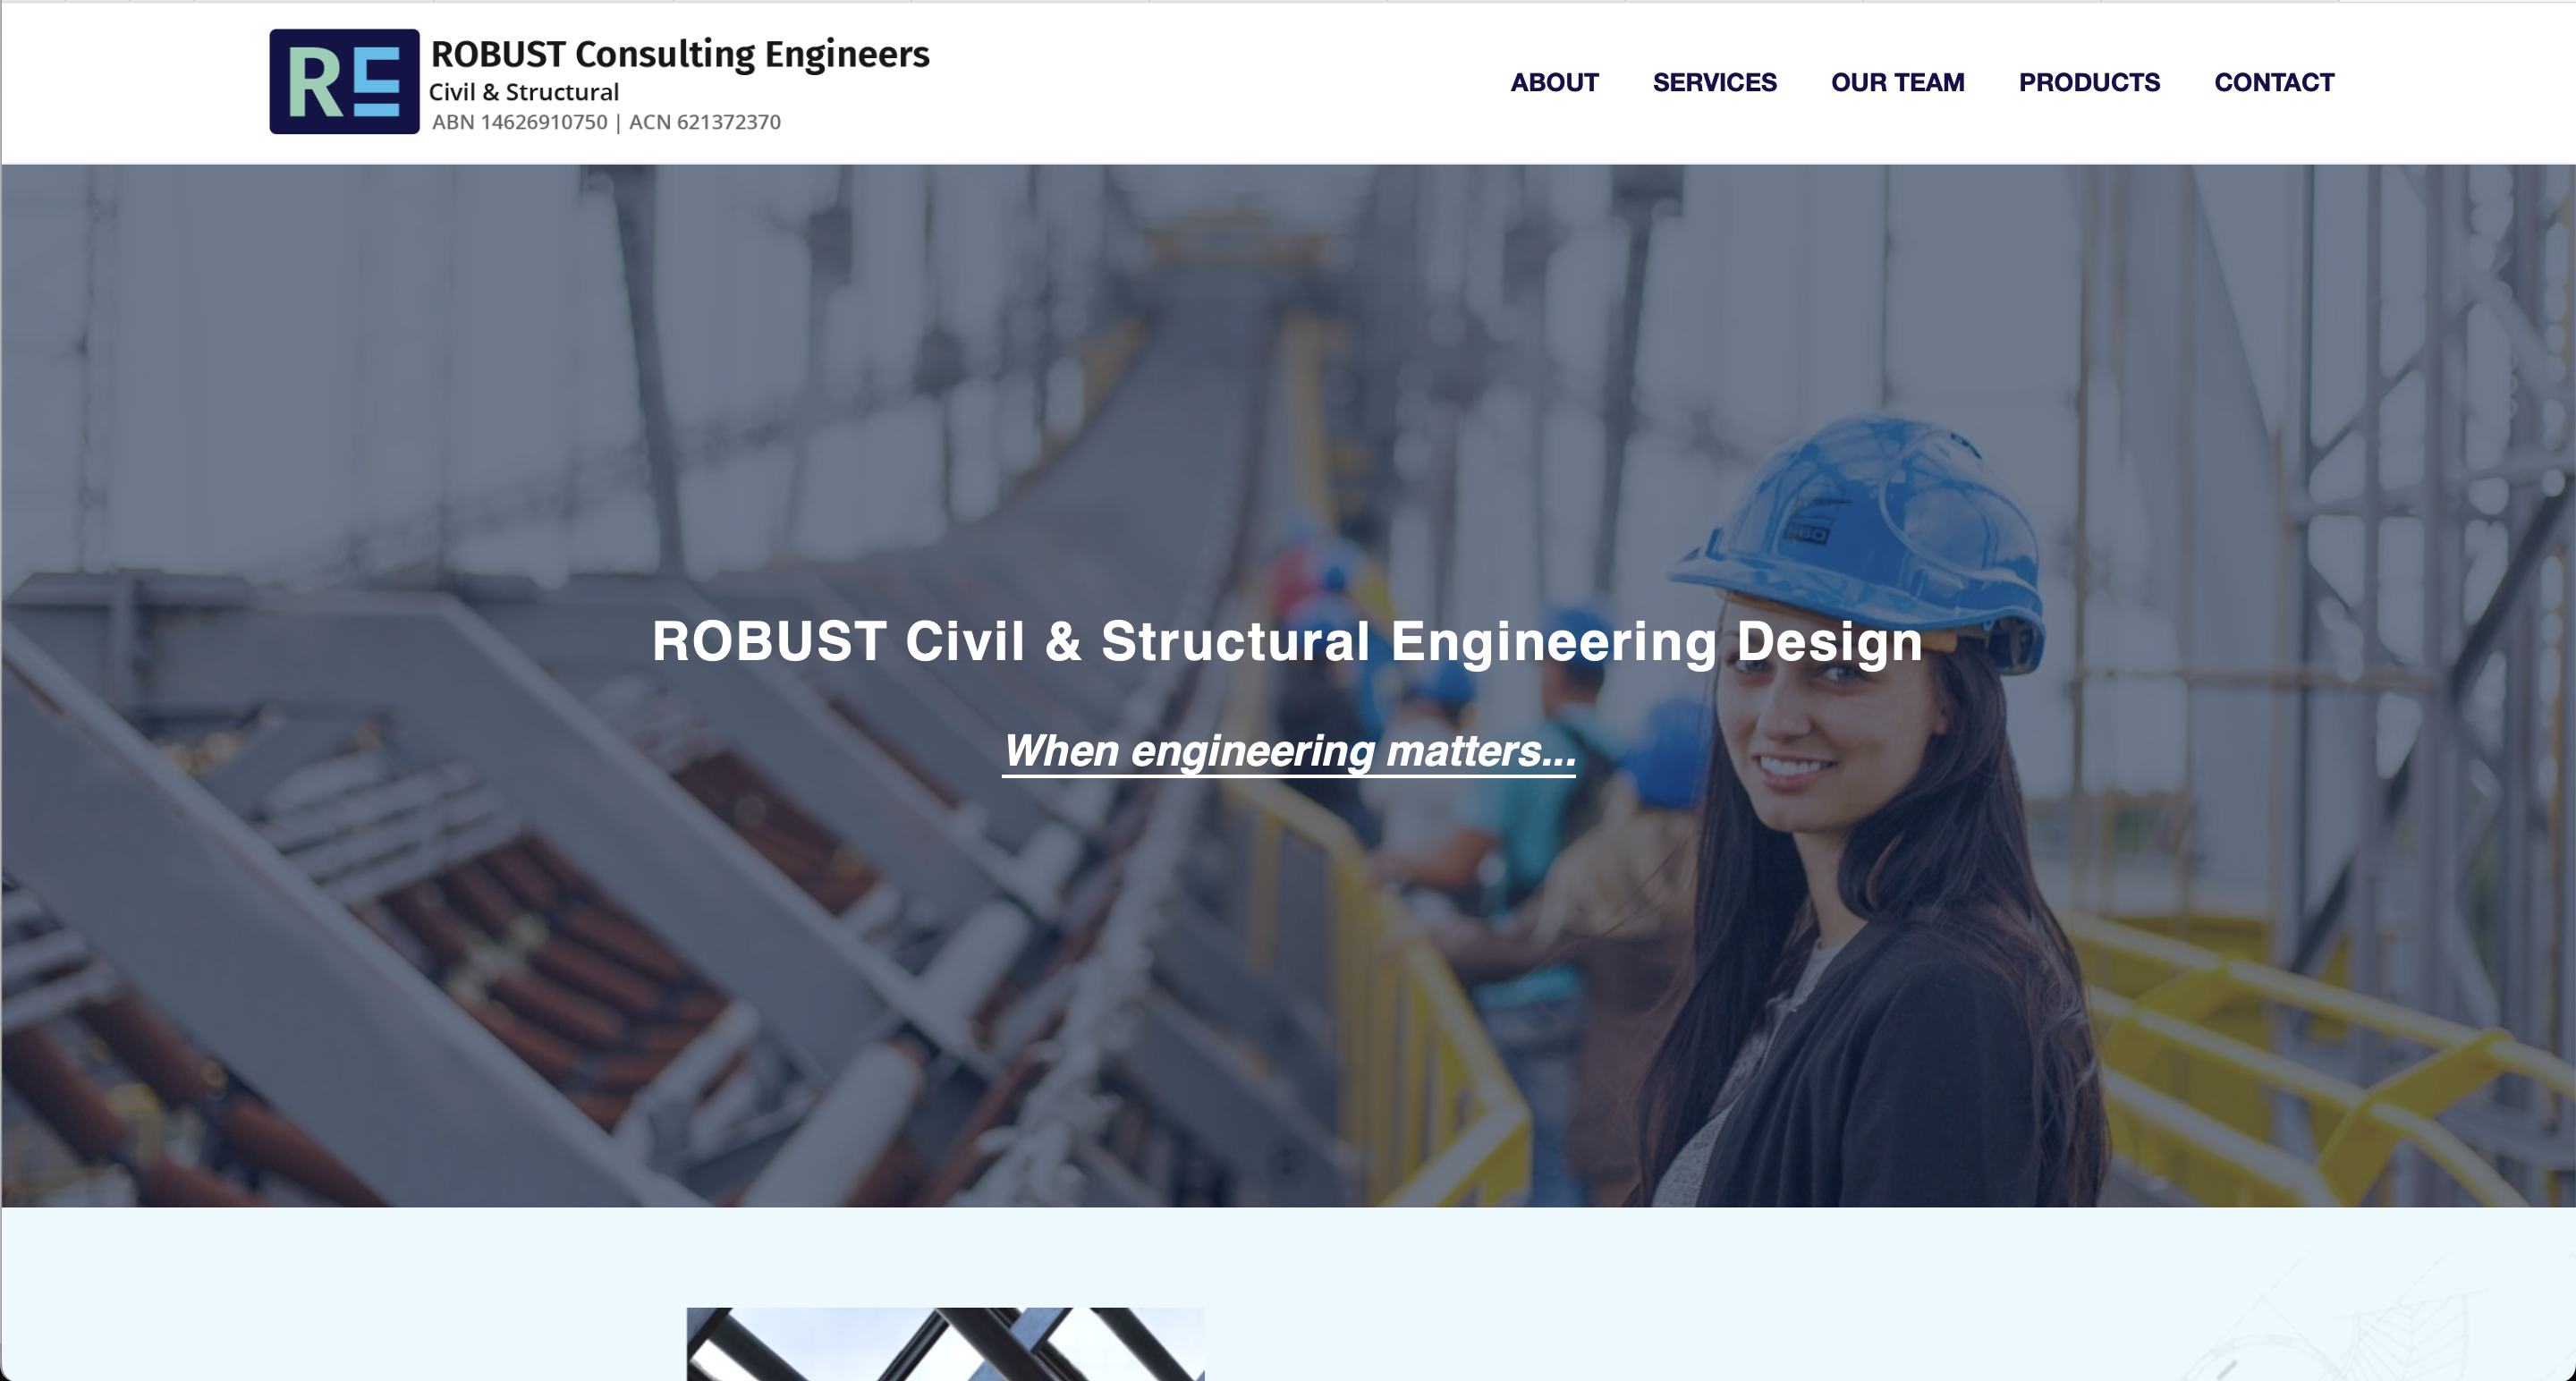 RE
ROBUST Consulting Engineers
Civil & Structural
ABN 14626910750 | ACN 621372370
ABOUT SERVICES OUR TEAM PRODUCTS CONTACT
ROBUST Civil & Structural Engineering Design
When engineering matters...